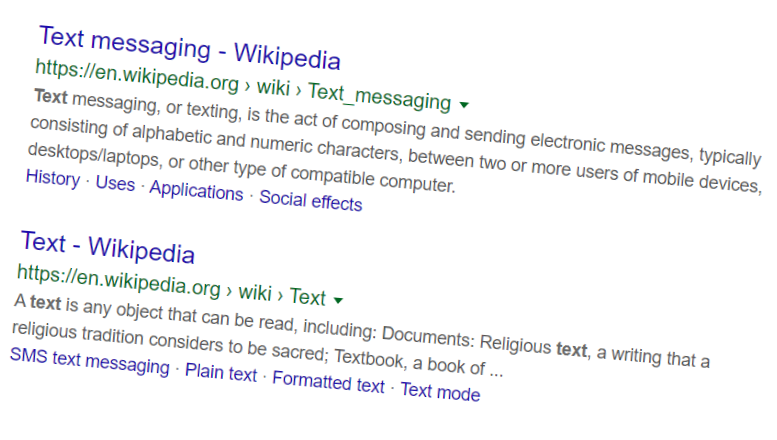 Text messaging - Wikipedia
https://en.wikipedia.org › wiki › Text_messaging
Text messaging, or texting, is the act of composing and sending electronic messages, typically
consisting of alphabetic and numeric characters, between two or more users of mobile devices,
desktops/laptops, or other type of compatible computer.
History · Uses · Applications · Social effects
Text - Wikipedia
https://en.wikipedia.org › wiki › Text
A text is any object that can be read, including: Documents: Religious text, a writing that a
religious tradition considers to be sacred; Textbook, a book of ...
SMS text messaging · Plain text · Formatted text · Text mode